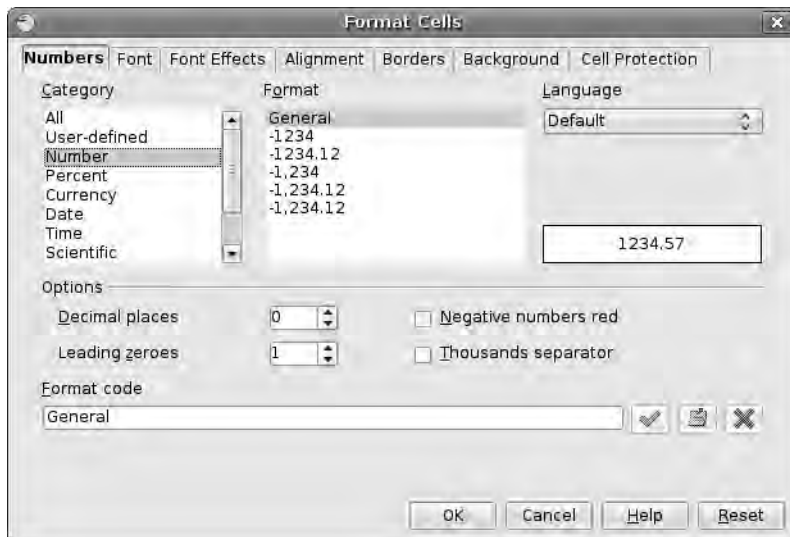 Format Cells
Numbers Font Font Effects Alignment Borders Background Cell Protection
Category Format Language
All General Default
User-defined -1234
Number -1234.12
Percent -1,234
Currency -1,234.12
Date -1,234.12
Time
Scientific
1234.57
Options
Decimal places 0 Negative numbers red
Leading zeroes 1 Thousands separator
Format code
General
OK Cancel Help Reset